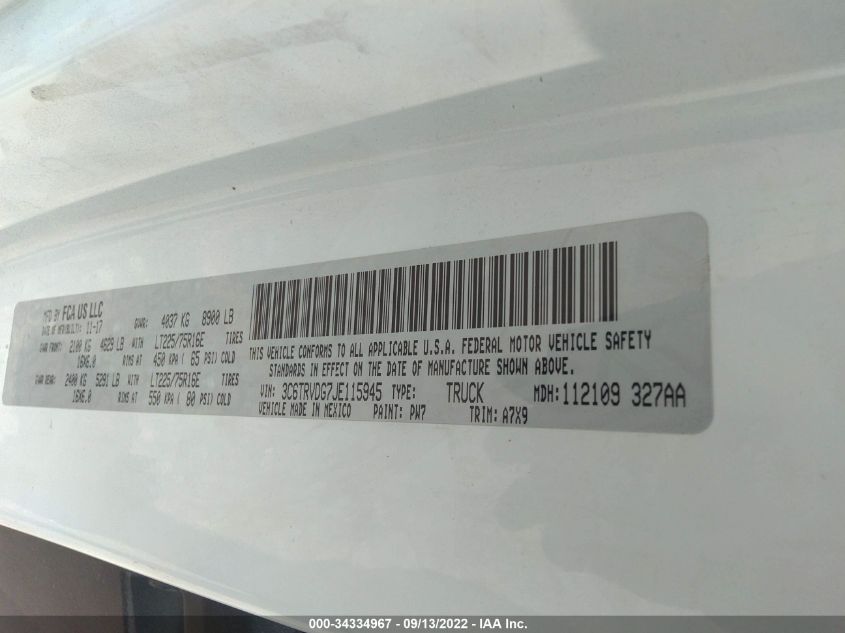 MFD BY FCA US LLC
DATE OF MFR(BUILT): 11-17 GVWR: 4037 KG 8900 LB
GAWR FRONT: 2100 KG 4629 LB WITH LT225/75R16E TIRES
16X6.0 RIMS AT 450 KPA ( 65 PSI) COLD
GAWR REAR: 2400 KG 5291 LB WITH LT225/75R16E TIRES
16X6.0 RIMS AT 550 KPA ( 80 PSI) COLD
THIS VEHICLE CONFORMS TO ALL APPLICABLE U.S.A. FEDERAL MOTOR VEHICLE SAFETY
STANDARDS IN EFFECT ON THE DATE OF MANUFACTURE SHOWN ABOVE.
VIN: 3C6TRVDG7JE115945 TYPE: TRUCK MDH: 112109 327AA
VEHICLE MADE IN MEXICO PAINT: PW7 TRIM: A7X9
000-34334967 - 09/13/2022 - IAA Inc.